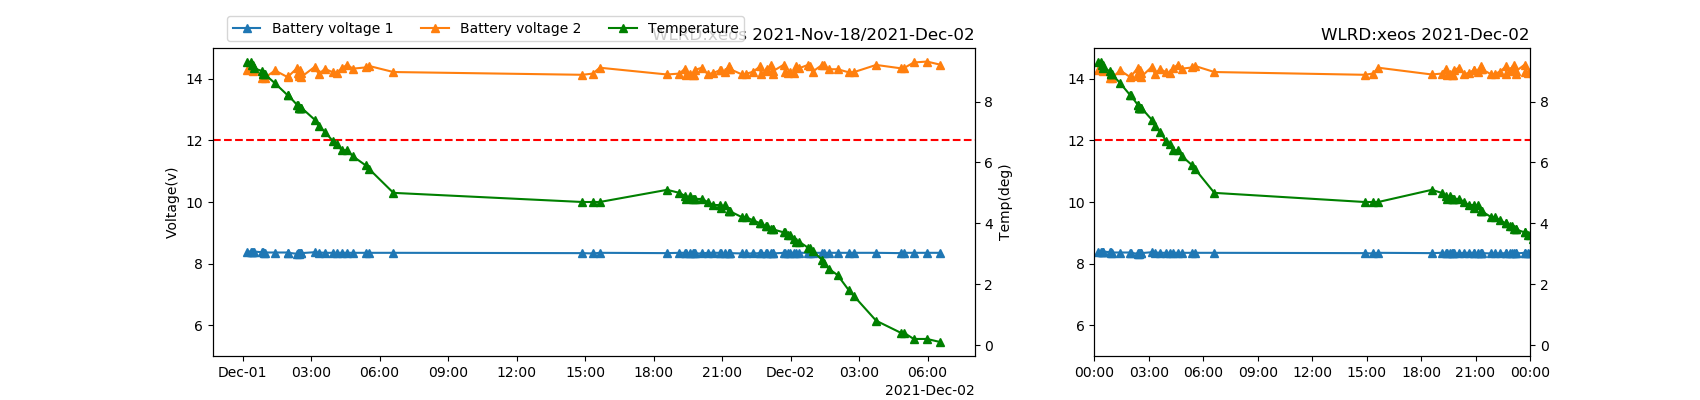 Battery voltage 1 Battery voltage 2 Temperature
WLRD:xeos 2021-Nov-18/2021-Dec-02
WLRD:xeos 2021-Dec-02
14
12
10
8
6
Voltage(v)
8
6
4
2
0
Temp(deg)
Dec-01 03:00 06:00 09:00 12:00 15:00 18:00 21:00 Dec-02 03:00 06:00
2021-Dec-02
14
12
10
8
6
8
6
4
2
0
00:00 03:00 06:00 09:00 12:00 15:00 18:00 21:00 00:00